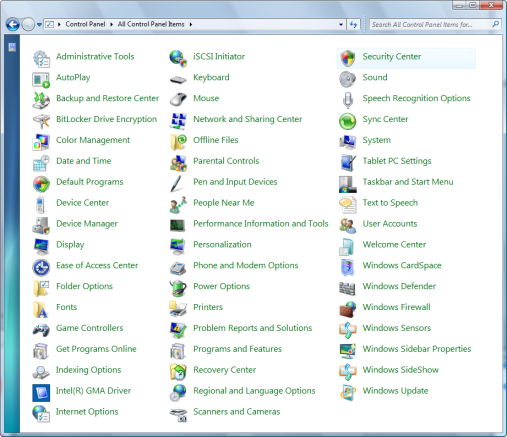 Control Panel ▸ All Control Panel Items ▸
Search All Control Panel Items for...
Administrative Tools
AutoPlay
Backup and Restore Center
BitLocker Drive Encryption
Color Management
Date and Time
Default Programs
Device Center
Device Manager
Display
Ease of Access Center
Folder Options
Fonts
Game Controllers
Get Programs Online
Indexing Options
Intel(R) GMA Driver
Internet Options
iSCSI Initiator
Keyboard
Mouse
Network and Sharing Center
Offline Files
Parental Controls
Pen and Input Devices
People Near Me
Performance Information and Tools
Personalization
Phone and Modem Options
Power Options
Printers
Problem Reports and Solutions
Programs and Features
Recovery Center
Regional and Language Options
Scanners and Cameras
Security Center
Sound
Speech Recognition Options
Sync Center
System
Tablet PC Settings
Taskbar and Start Menu
Text to Speech
User Accounts
Welcome Center
Windows CardSpace
Windows Defender
Windows Firewall
Windows Sensors
Windows Sidebar Properties
Windows SideShow
Windows Update